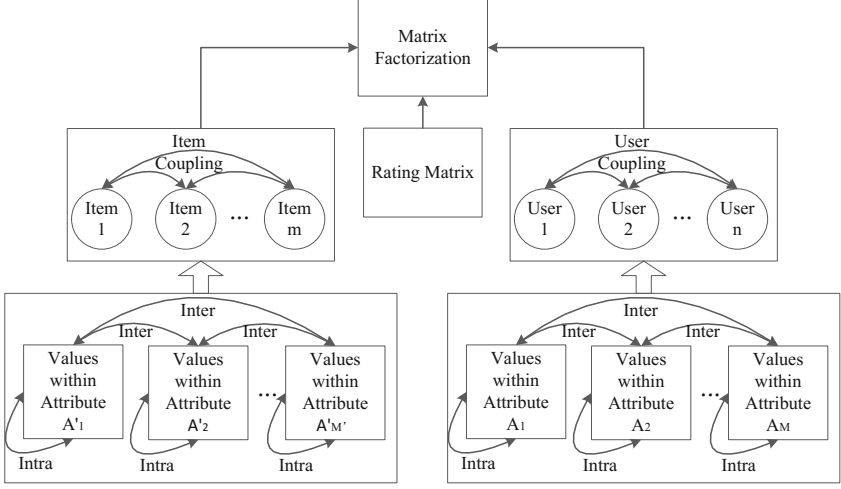 Matrix
Factorization
Rating Matrix
Item
Coupling
Item
1
Item
2
...
Item
m
User
Coupling
User
1
User
2
...
User
n
Inter
Inter
Inter
Values
within
Attribute
A'1
Values
within
Attribute
A'2
...
Values
within
Attribute
A'M'
Intra
Intra
Intra
Inter
Inter
Inter
Values
within
Attribute
A1
Values
within
Attribute
A2
...
Values
within
Attribute
AM
Intra
Intra
Intra